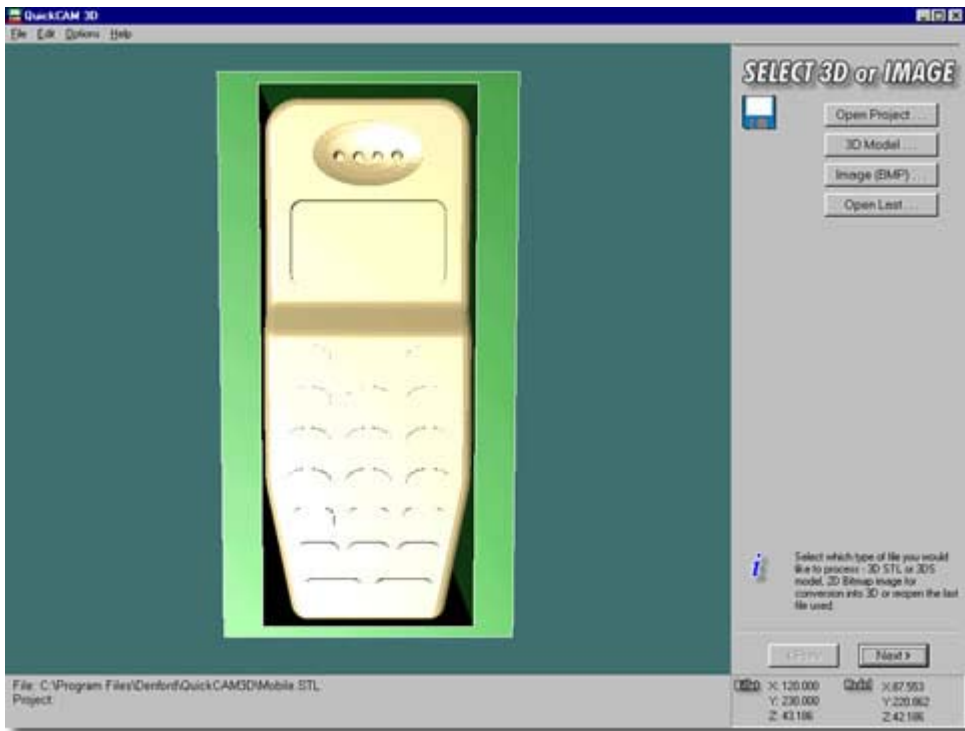 QuickCAM 3D
File Edit Options Help
SELECT 3D or IMAGE
Open Project . . .
3D Model . . .
Image (BMP) . . .
Open Last . . .
Select which type of file you would
like to process - 3D STL or 3DS
model, 2D Bitmap image for
conversion into 3D or reopen the last
file used.
< Prev
Next >
File: C:\Program Files\Denford\QuickCAM3D\Mobile.STL
Project:
X: 120.000
Y: 230.000
Z: 43.186
X:87.553
Y:220.862
Z:42.186